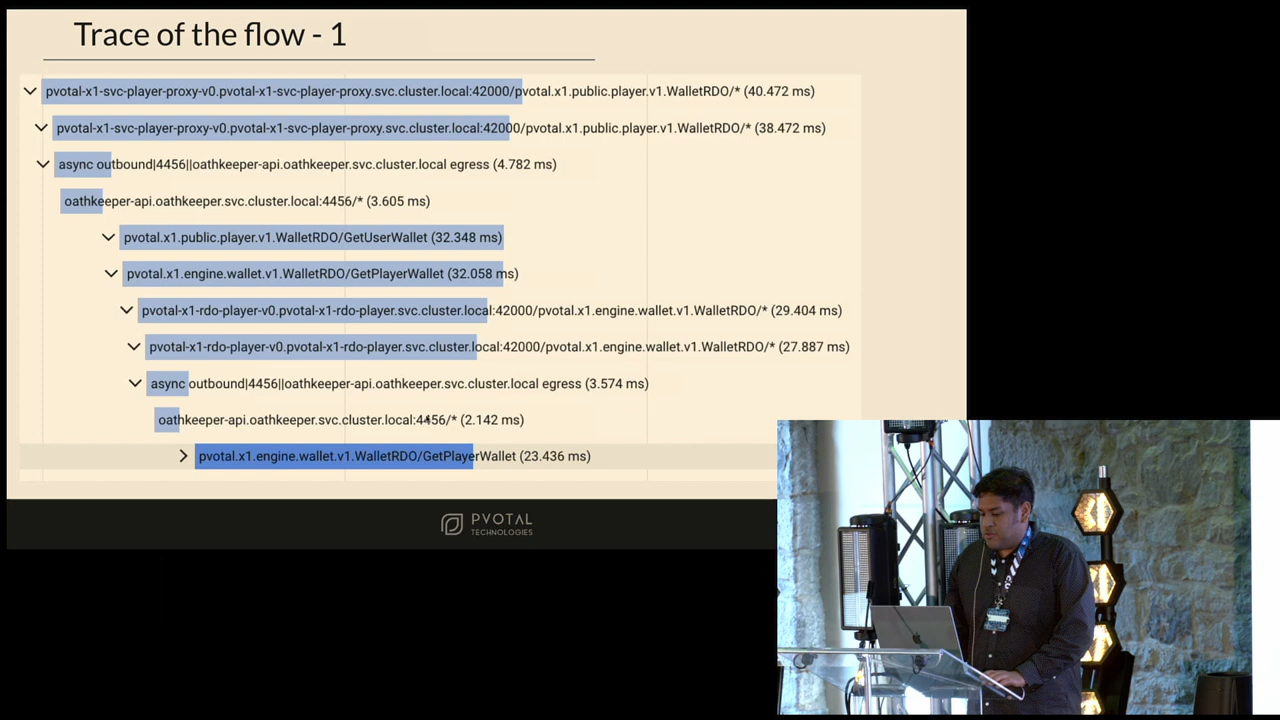 Trace of the flow - 1
pvotal-x1-svc-player-proxy-v0.pvotal-x1-svc-player-proxy.svc.cluster.local:42000/pvotal.x1.public.player.v1.WalletRDO/* (40.472 ms)
pvotal-x1-svc-player-proxy-v0.pvotal-x1-svc-player-proxy.svc.cluster.local:42000/pvotal.x1.public.player.v1.WalletRDO/* (38.472 ms)
async outbound|4456||oathkeeper-api.oathkeeper.svc.cluster.local egress (4.782 ms)
oathkeeper-api.oathkeeper.svc.cluster.local:4456/* (3.605 ms)
pvotal.x1.public.player.v1.WalletRDO/GetUserWallet (32.348 ms)
pvotal.x1.engine.wallet.v1.WalletRDO/GetPlayerWallet (32.058 ms)
pvotal-x1-rdo-player-v0.pvotal-x1-rdo-player.svc.cluster.local:42000/pvotal.x1.engine.wallet.v1.WalletRDO/* (29.404 ms)
pvotal-x1-rdo-player-v0.pvotal-x1-rdo-player.svc.cluster.local:42000/pvotal.x1.engine.wallet.v1.WalletRDO/* (27.887 ms)
async outbound|4456||oathkeeper-api.oathkeeper.svc.cluster.local egress (3.574 ms)
oathkeeper-api.oathkeeper.svc.cluster.local:4456/* (2.142 ms)
pvotal.x1.engine.wallet.v1.WalletRDO/GetPlayerWallet (23.436 ms)
PVOTAL
TECHNOLOGIES